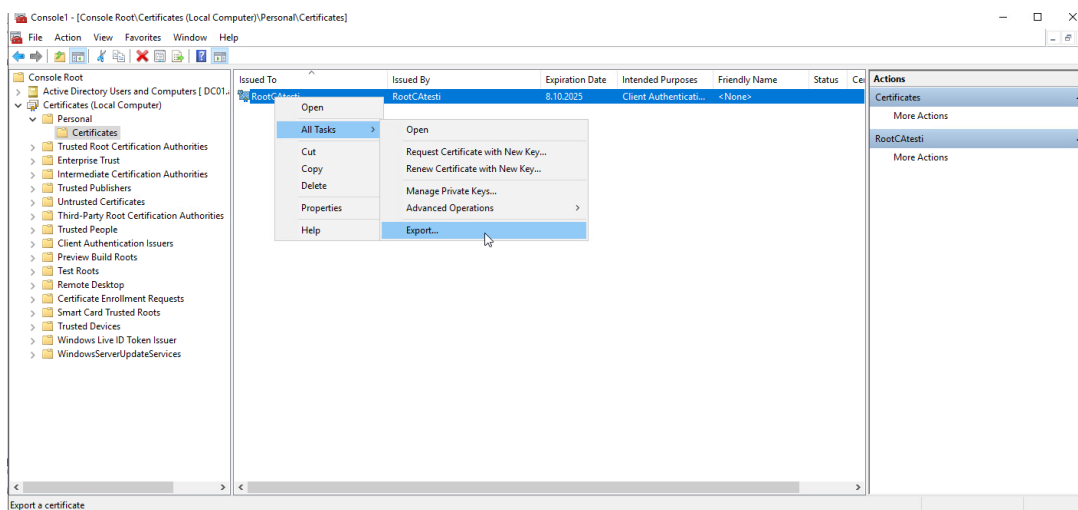 Console1 - [Console Root\Certificates (Local Computer)\Personal\Certificates]
File Action View Favorites Window Help
Console Root
Active Directory Users and Computers [ DC01.
Certificates (Local Computer)
Personal
Certificates
Trusted Root Certification Authorities
Enterprise Trust
Intermediate Certification Authorities
Trusted Publishers
Untrusted Certificates
Third-Party Root Certification Authorities
Trusted People
Client Authentication Issuers
Preview Build Roots
Test Roots
Remote Desktop
Certificate Enrollment Requests
Smart Card Trusted Roots
Trusted Devices
Windows Live ID Token Issuer
WindowsServerUpdateServices
Issued To Issued By Expiration Date Intended Purposes Friendly Name Status Cer
RootCAtesti RootCAtesti 8.10.2025 Client Authenticati... <None>
Open
All Tasks
Cut
Copy
Delete
Properties
Help
Open
Request Certificate with New Key...
Renew Certificate with New Key...
Manage Private Keys...
Advanced Operations
Export...
Actions
Certificates
More Actions
RootCAtesti
More Actions
Export a certificate